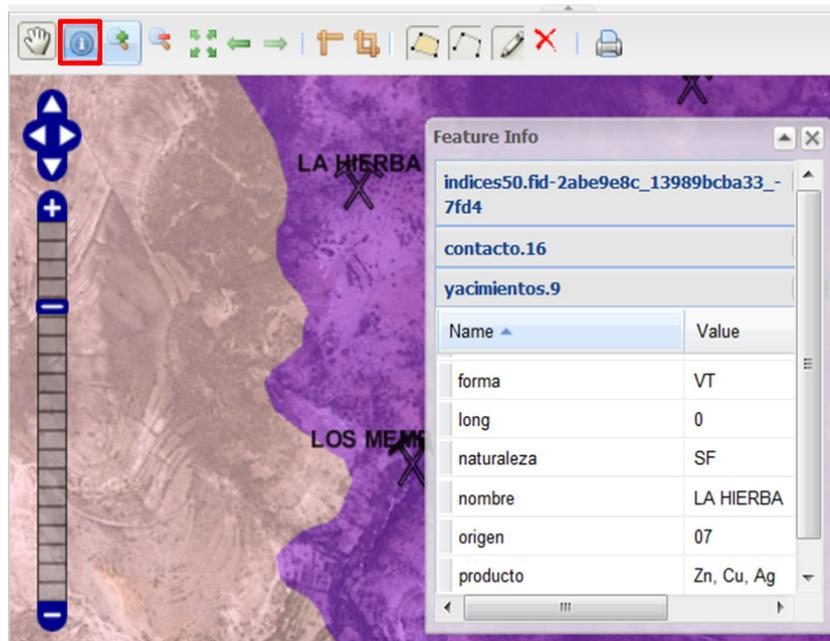 Feature Info
LA HIERBA
indices50.fid-2abe9e8c_13989bcba33_-
7fd4
contacto.16
yacimientos.9
Name Value
forma VT
long 0
LOS MEM
naturaleza SF
nombre LA HIERBA
origen 07
producto Zn, Cu, Ag